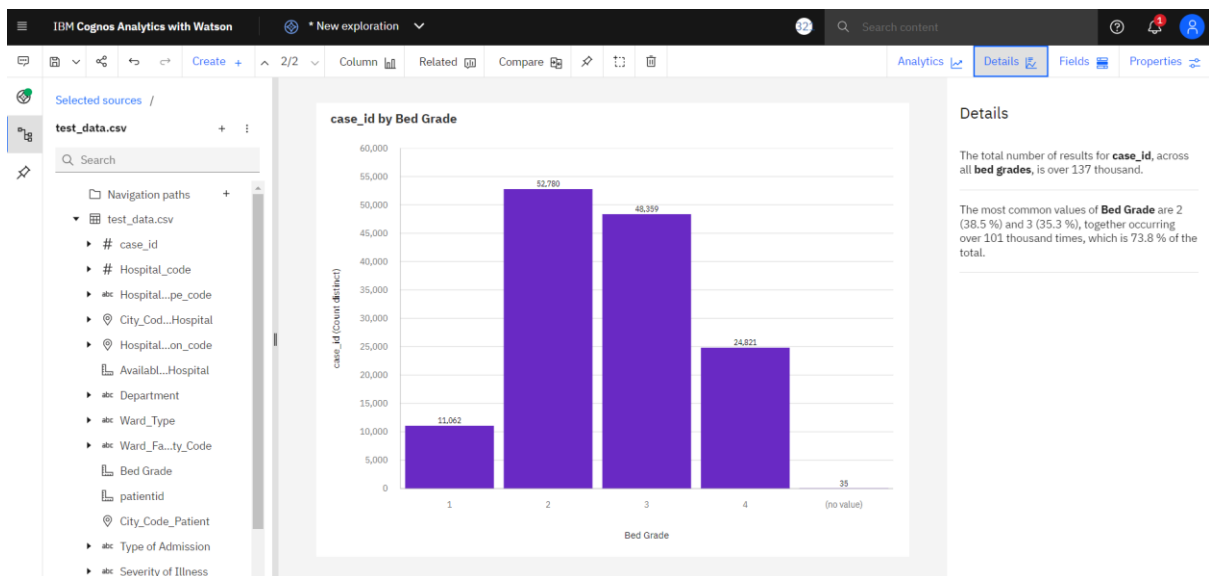 IBM Cognos Analytics with Watson
* New exploration
Search content
1
Create +
2/2
Column
Related
Compare
Analytics
Details
Fields
Properties
Selected sources /
test_data.csv
Search
Navigation paths
test_data.csv
# case_id
# Hospital_code
abc Hospital...pe_code
City_Cod...Hospital
Hospital...on_code
Availabl...Hospital
abc Department
abc Ward_Type
abc Ward_Fa...ty_Code
Bed Grade
patientid
City_Code_Patient
abc Type of Admission
abc Severity of Illness
case_id by Bed Grade
case_id (Count distinct)
60,000
55,000
50,000
45,000
40,000
35,000
30,000
25,000
20,000
15,000
10,000
5,000
0
11,062
52,780
48,359
24,821
35
1
2
3
4
(no value)
Bed Grade
Details
The total number of results for case_id, across
all bed grades, is over 137 thousand.
The most common values of Bed Grade are 2
(38.5 %) and 3 (35.3 %), together occurring
over 101 thousand times, which is 73.8 % of the
total.